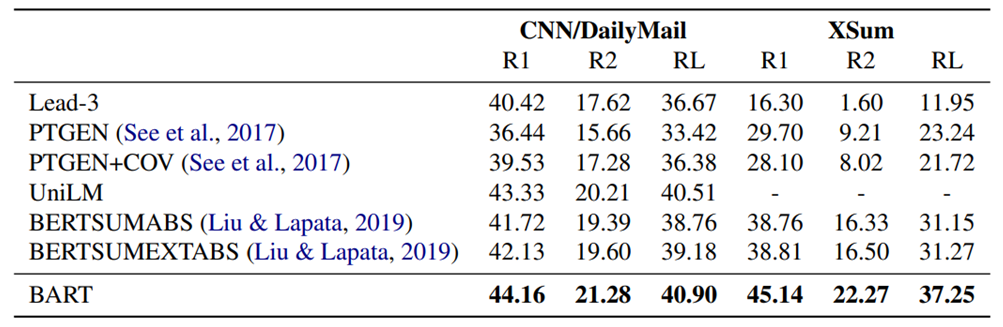 CNN/DailyMail XSum
R1 R2 RL R1 R2 RL
Lead-3 40.42 17.62 36.67 16.30 1.60 11.95
PTGEN (See et al., 2017) 36.44 15.66 33.42 29.70 9.21 23.24
PTGEN+COV (See et al., 2017) 39.53 17.28 36.38 28.10 8.02 21.72
UniLM 43.33 20.21 40.51 - - -
BERTSUMABS (Liu & Lapata, 2019) 41.72 19.39 38.76 38.76 16.33 31.15
BERTSUMEXTABS (Liu & Lapata, 2019) 42.13 19.60 39.18 38.81 16.50 31.27
BART 44.16 21.28 40.90 45.14 22.27 37.25